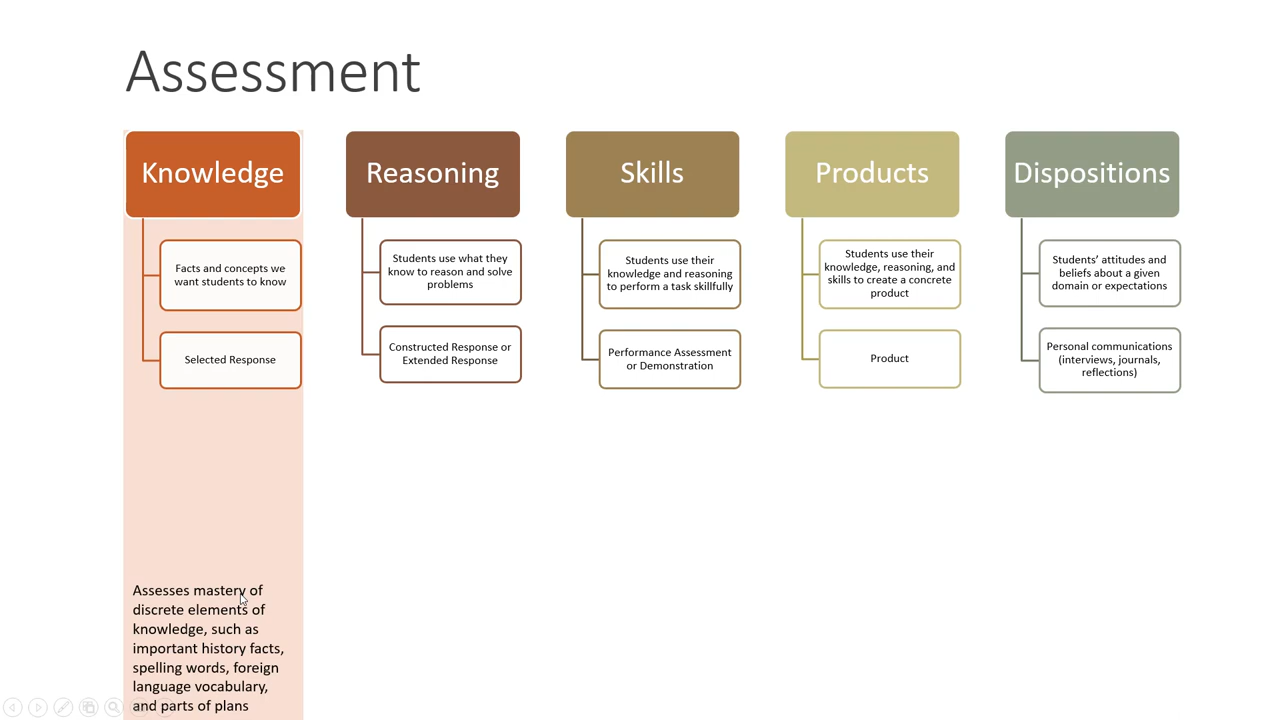 Assessment
Knowledge
Facts and concepts we
want students to know
Selected Response
Assesses mastery of
discrete elements of
knowledge, such as
important history facts,
spelling words, foreign
language vocabulary,
and parts of plans
Reasoning
Students use what they
know to reason and solve
problems
Constructed Response or
Extended Response
Skills
Students use their
knowledge and reasoning
to perform a task skillfully
Performance Assessment
or Demonstration
Products
Students use their
knowledge, reasoning, and
skills to create a concrete
product
Product
Dispositions
Students’ attitudes and
beliefs about a given
domain or expectations
Personal communications
(interviews, journals,
reflections)